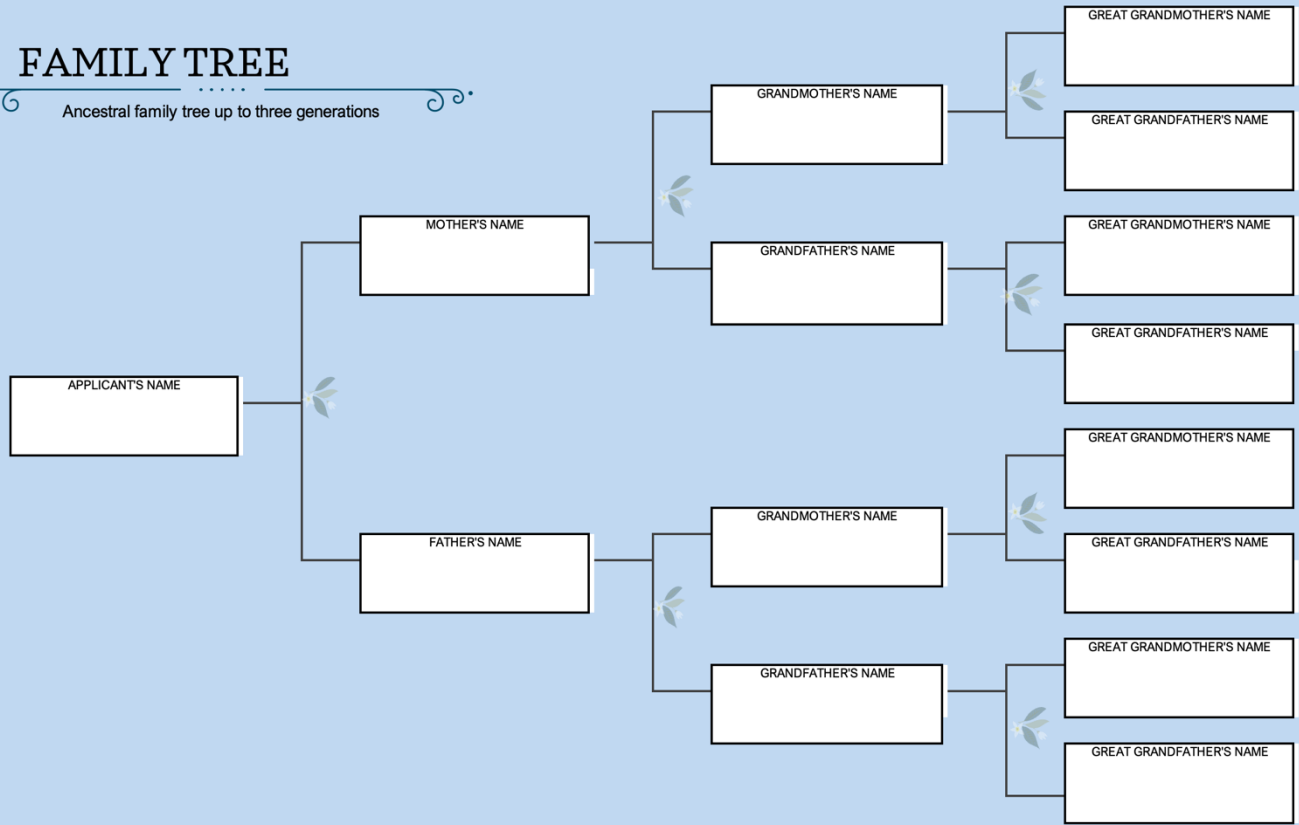 FAMILY TREE
Ancestral family tree up to three generations
APPLICANT'S NAME
MOTHER'S NAME
FATHER'S NAME
GRANDMOTHER'S NAME
GRANDFATHER'S NAME
GRANDMOTHER'S NAME
GRANDFATHER'S NAME
GREAT GRANDMOTHER'S NAME
GREAT GRANDFATHER'S NAME
GREAT GRANDMOTHER'S NAME
GREAT GRANDFATHER'S NAME
GREAT GRANDMOTHER'S NAME
GREAT GRANDFATHER'S NAME
GREAT GRANDMOTHER'S NAME
GREAT GRANDFATHER'S NAME